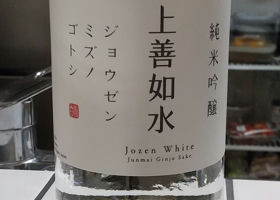 純米吟醸
上善如水
ジョウゼン
ミズノ
ゴトシ
Jozen White
Junmai Ginjo Sake